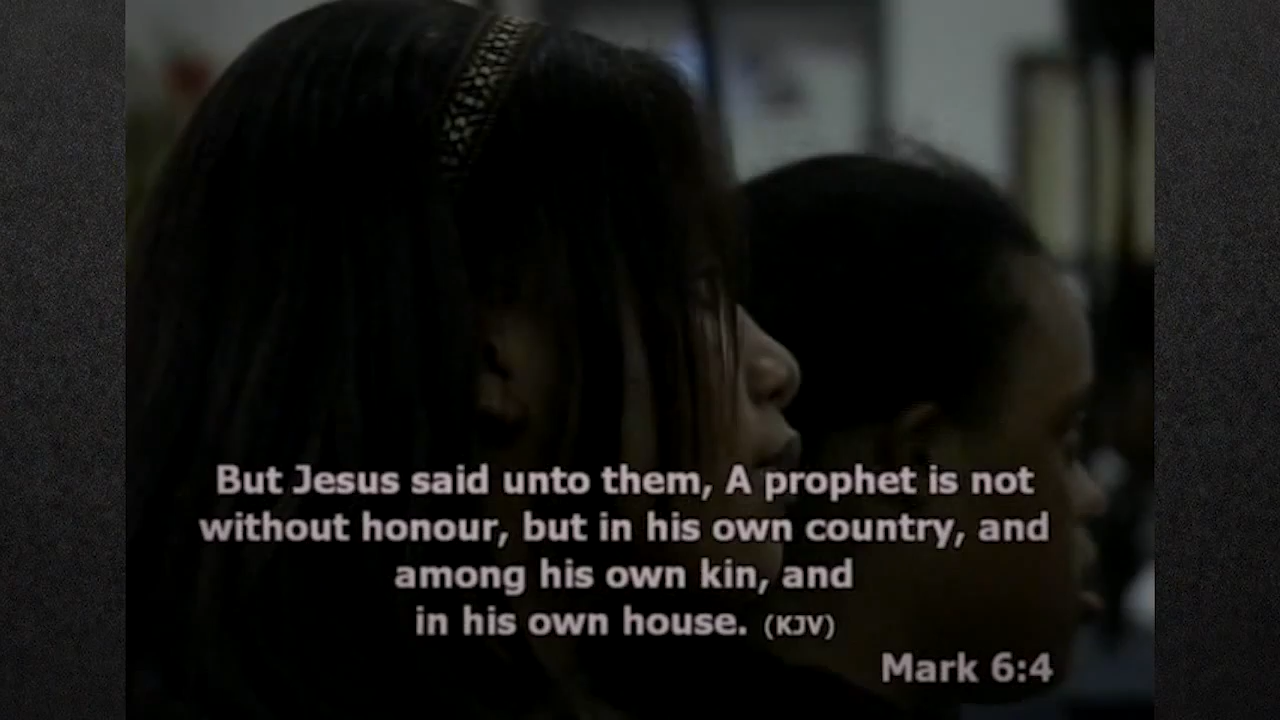 But Jesus said unto them, A prophet is not
without honour, but in his own country, and
among his own kin, and
in his own house. (KJV)
Mark 6:4